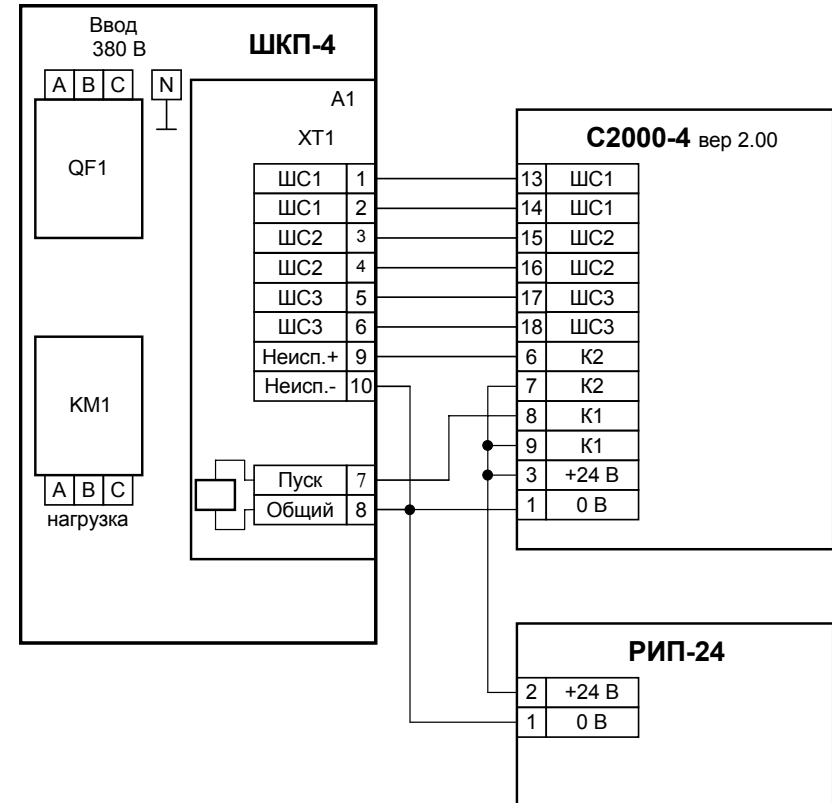 Ввод
380 В
ШКП-4
A B C N
A1
XT1
QF1
ШС1 1
ШС1 2
ШС2 3
ШС2 4
ШС3 5
ШС3 6
Неисп.+ 9
Неисп.- 10
KM1
A B C
нагрузка
Пуск 7
Общий 8
С2000-4 вер 2.00
13 ШС1
14 ШС1
15 ШС2
16 ШС2
17 ШС3
18 ШС3
6 К2
7 К2
8 К1
9 К1
3 +24 В
1 0 В
РИП-24
2 +24 В
1 0 В